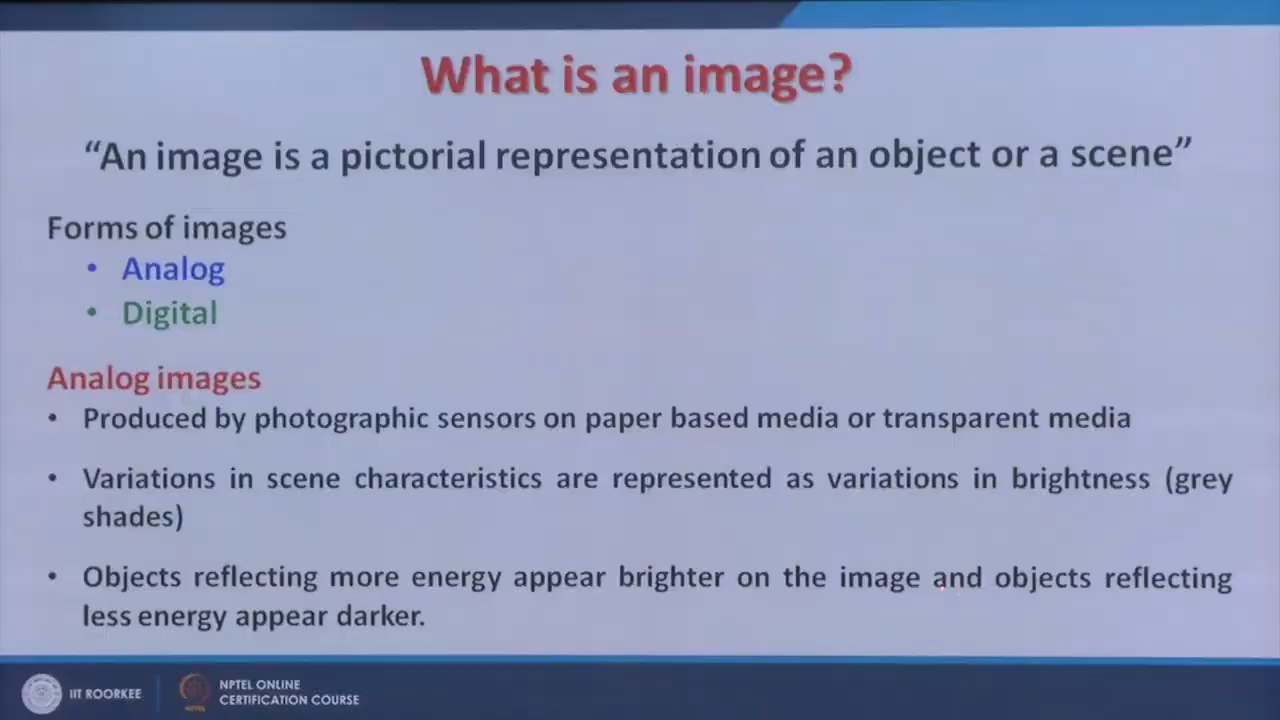 What is an image?
“An image is a pictorial representation of an object or a scene”
Forms of images
• Analog
• Digital
Analog images
• Produced by photographic sensors on paper based media or transparent media
• Variations in scene characteristics are represented as variations in brightness (grey
shades)
• Objects reflecting more energy appear brighter on the image and objects reflecting
less energy appear darker.
IIT ROORKEE
NPTEL ONLINE
CERTIFICATION COURSE
NPTEL